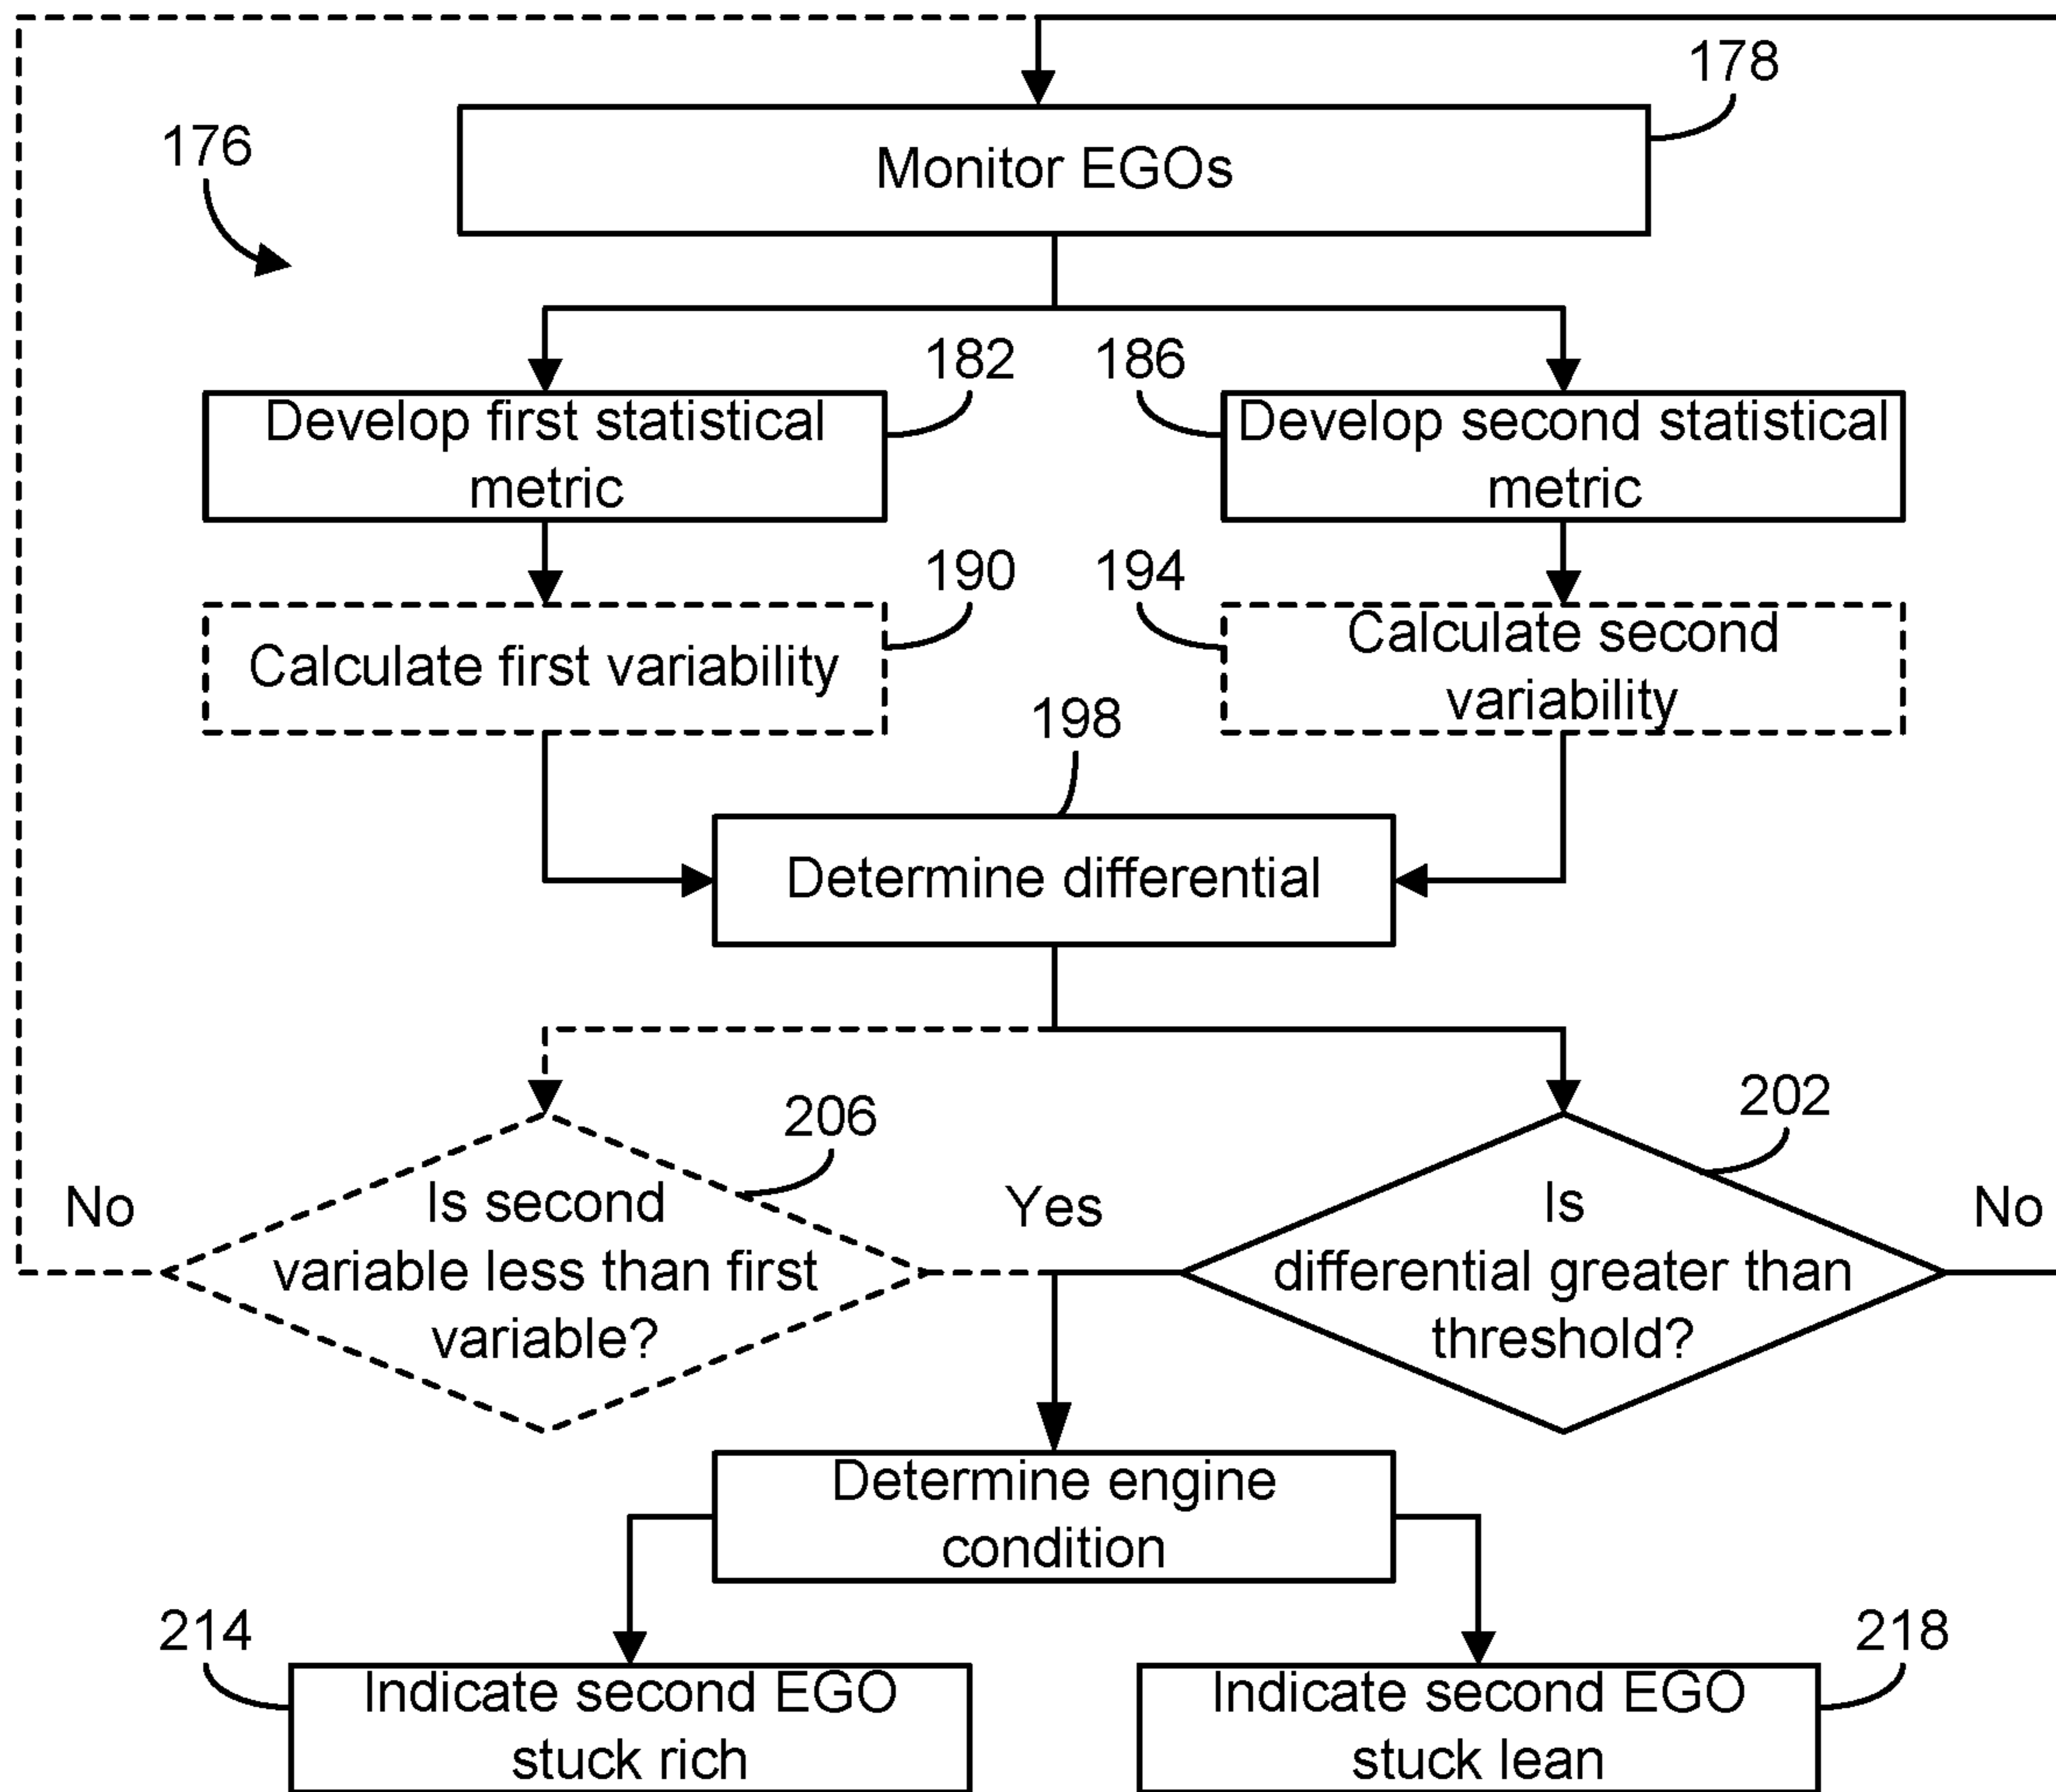 178
176
Monitor EGOs
182
186
Develop first statistical
metric
Develop second statistical
metric
190
194
Calculate first variability
Calculate second
variability
198
Determine differential
206
202
No
Is second
variable less than first
variable?
Yes
Is
differential greater than
threshold?
No
Determine engine
condition
214
218
Indicate second EGO
stuck rich
Indicate second EGO
stuck lean